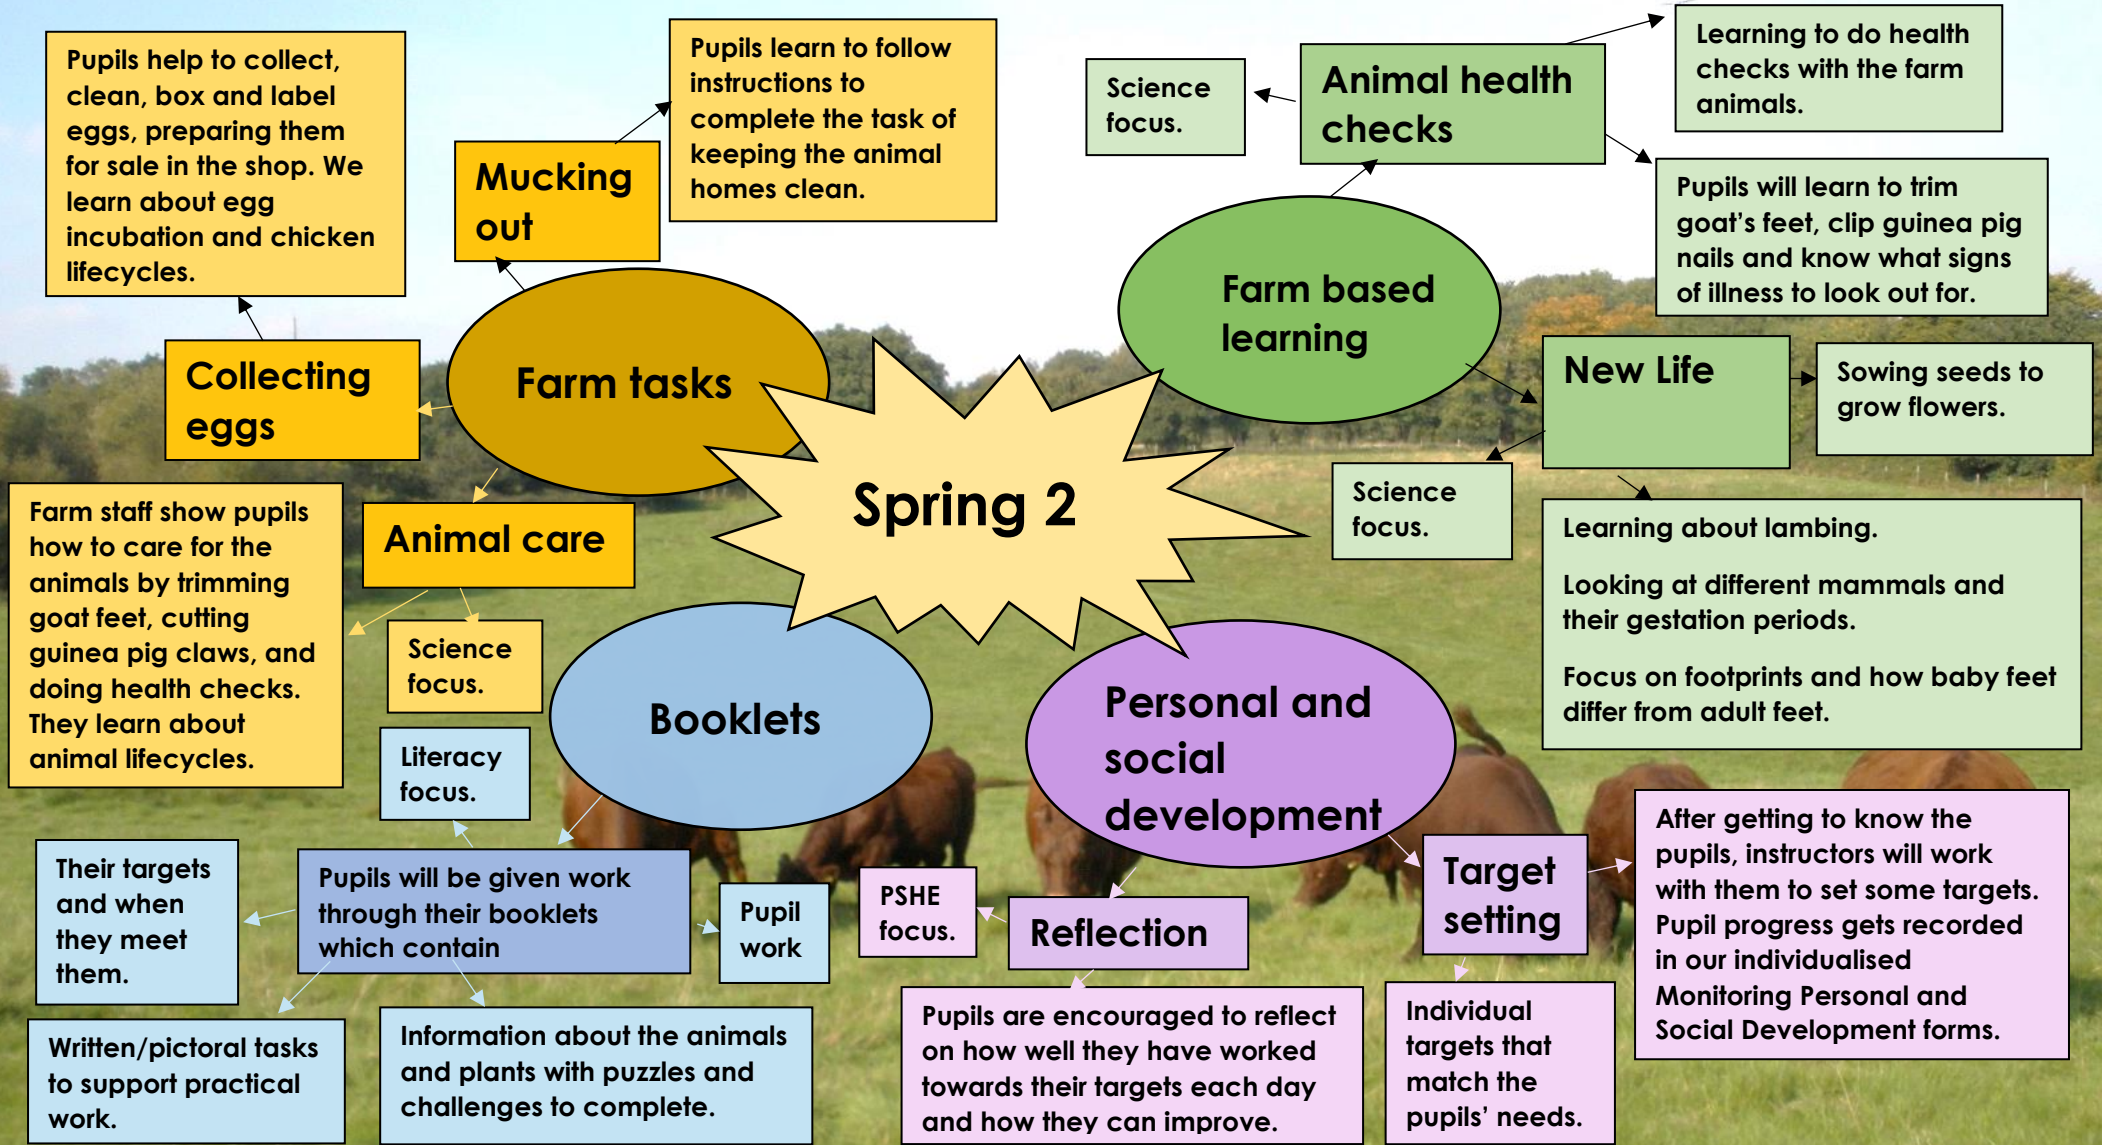 Pupils help to collect,
clean, box and label
eggs, preparing them
for sale in the shop. We
learn about egg
incubation and chicken
lifecycles.
Pupils learn to follow
instructions to
complete the task of
keeping the animal
homes clean.
Mucking
out
Collecting
eggs
Farm tasks
Farm staff show pupils
how to care for the
animals by trimming
goat feet, cutting
guinea pig claws, and
doing health checks.
They learn about
animal lifecycles.
Animal care
Science
focus.
Spring 2
Science
focus.
Animal health
checks
Learning to do health
checks with the farm
animals.
Pupils will learn to trim
goat's feet, clip guinea pig
nails and know what signs
of illness to look out for.
Farm based
learning
New Life
Sowing seeds to
grow flowers.
Science
focus.
Learning about lambing.
Looking at different mammals and
their gestation periods.
Focus on footprints and how baby feet
differ from adult feet.
Booklets
Literacy
focus.
Their targets
and when
they meet
them.
Pupils will be given work
through their booklets
which contain
Pupil
work
Written/pictoral tasks
to support practical
work.
Information about the animals
and plants with puzzles and
challenges to complete.
Personal and
social
development
PSHE
focus.
Reflection
Target
setting
Pupils are encouraged to reflect
on how well they have worked
towards their targets each day
and how they can improve.
Individual
targets that
match the
pupils' needs.
After getting to know the
pupils, instructors will work
with them to set some targets.
Pupil progress gets recorded
in our individualised
Monitoring Personal and
Social Development forms.